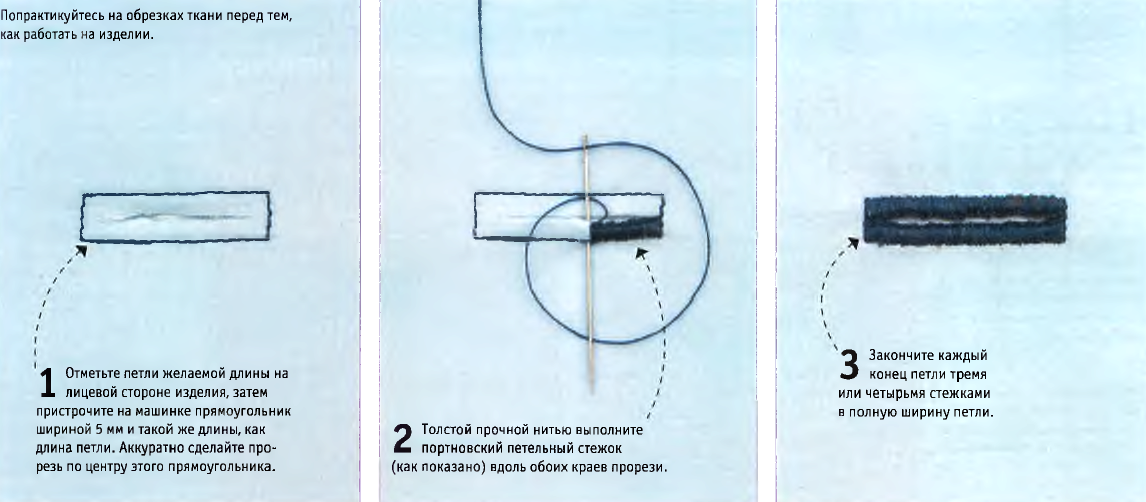 Попрактикуйтесь на обрезках ткани перед тем,
как работать на изделии.
1 Отметьте петли желаемой длины на
лицевой стороне изделия, затем
пристрочите на машинке прямоугольник
шириной 5 мм и такой же длины, как
длина петли. Аккуратно сделайте про-
резь по центру этого прямоугольника.
2 Толстой прочной нитью выполните
портновский петельный стежок
(как показано) вдоль обоих краев прорези.
3 Закончите каждый
конец петли тремя
или четырьмя стежками
в полную ширину петли.